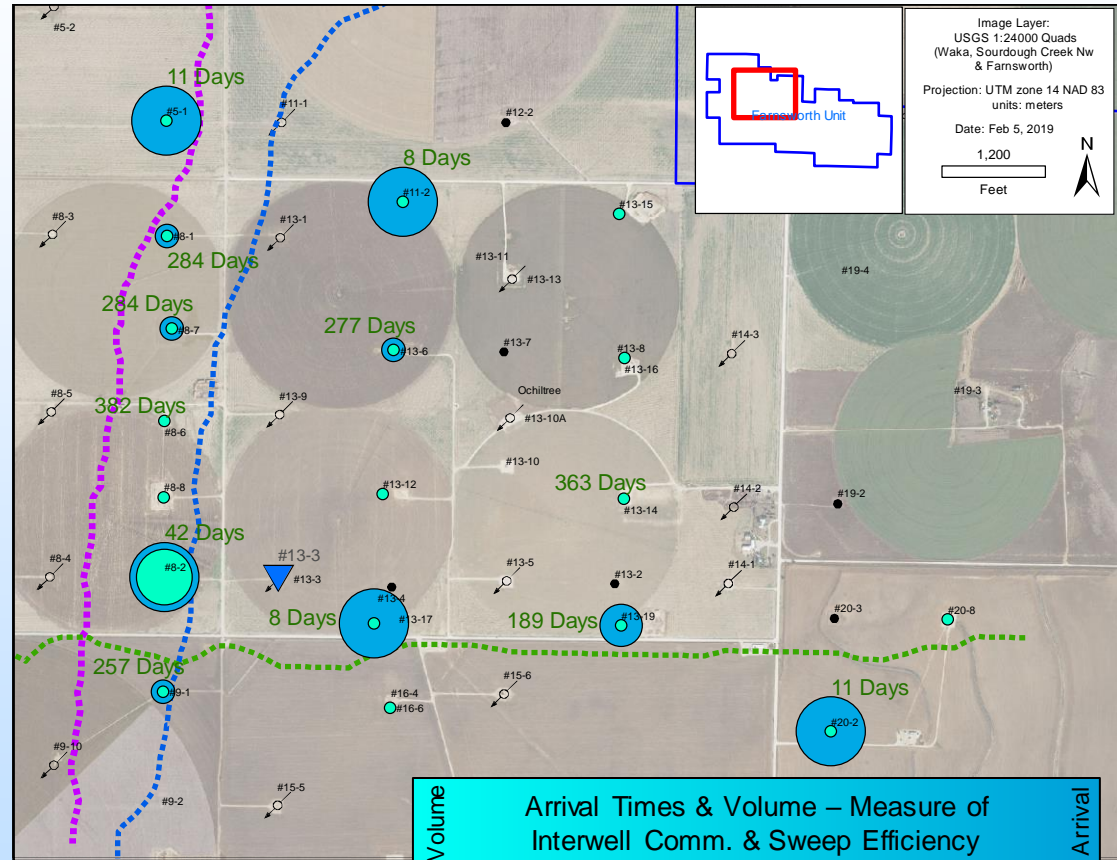 #5-2
11 Days
#5-1
#11-1
#12-2
8 Days
#11-2
#13-15
#8-3
#8-1
#13-1
284 Days
#13-11
#13-13
#19-4
284 Days
#8-7
277 Days
#13-6
#13-7
#13-8
#13-16
#14-3
#8-5
382 Days
#8-6
#13-9
Ochiltree
#13-10A
#19-3
#13-10
#8-8
#13-12
363 Days
#13-14
#14-2
#19-2
42 Days
#8-2
#8-4
#13-3
#13-3
#13-4
#13-5
#13-2
#14-1
8 Days
#13-17
189 Days
#13-19
#20-3
#20-8
257 Days
#9-1
#16-4
#16-6
#15-6
11 Days
#20-2
#9-10
#9-2
#15-5
Farnsworth Unit
Image Layer:
USGS 1:24000 Quads
(Waka, Sourdough Creek Nw
& Farnsworth)
Projection: UTM zone 14 NAD 83
units: meters
Date: Feb 5, 2019
N
1,200
Feet
Volume
Arrival Times & Volume – Measure of
Interwell Comm. & Sweep Efficiency
Arrival